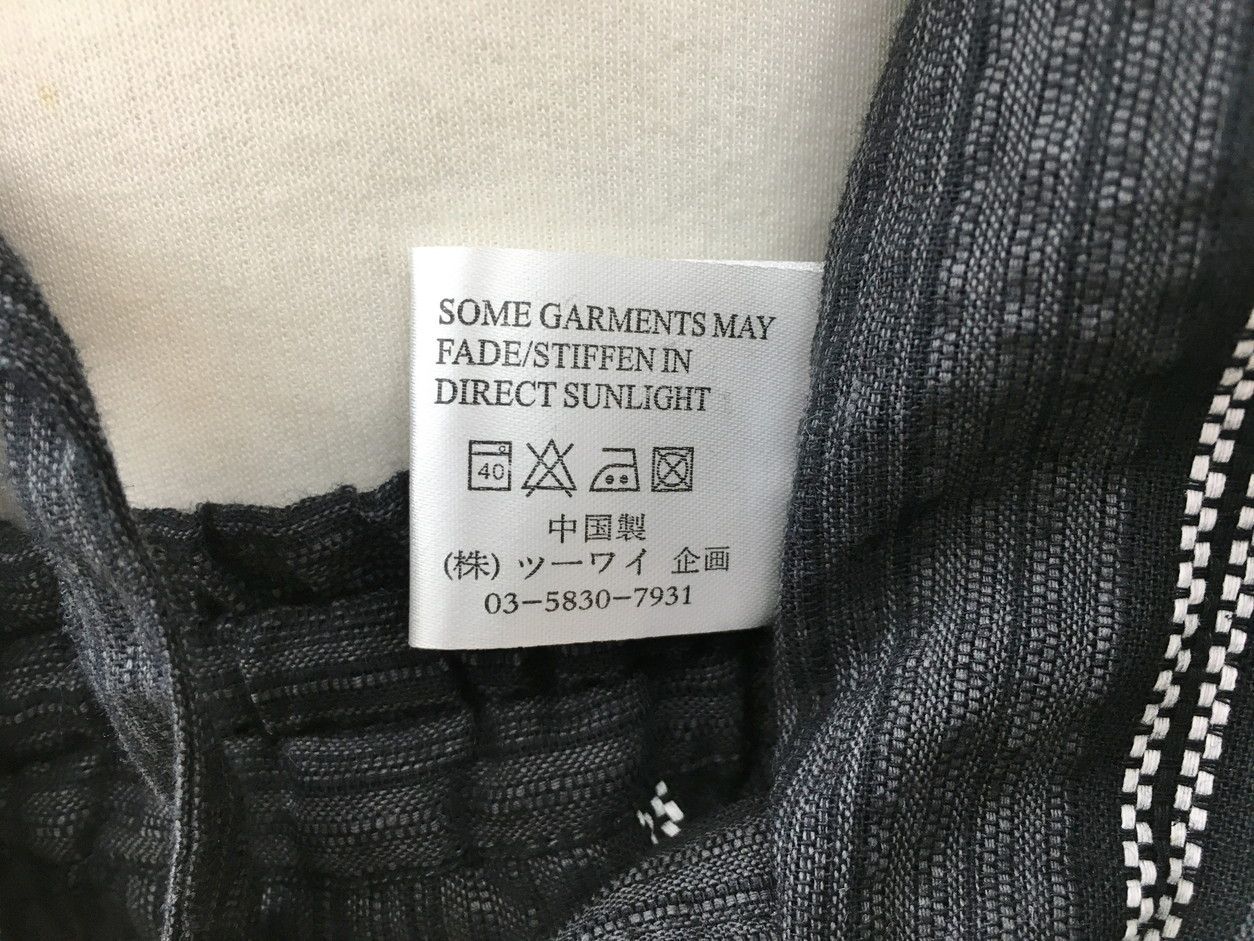 SOME GARMENTS MAY
FADE/STIFFEN IN
DIRECT SUNLIGHT
40
中国製
(株) ツーワイ 企画
03-5830-7931